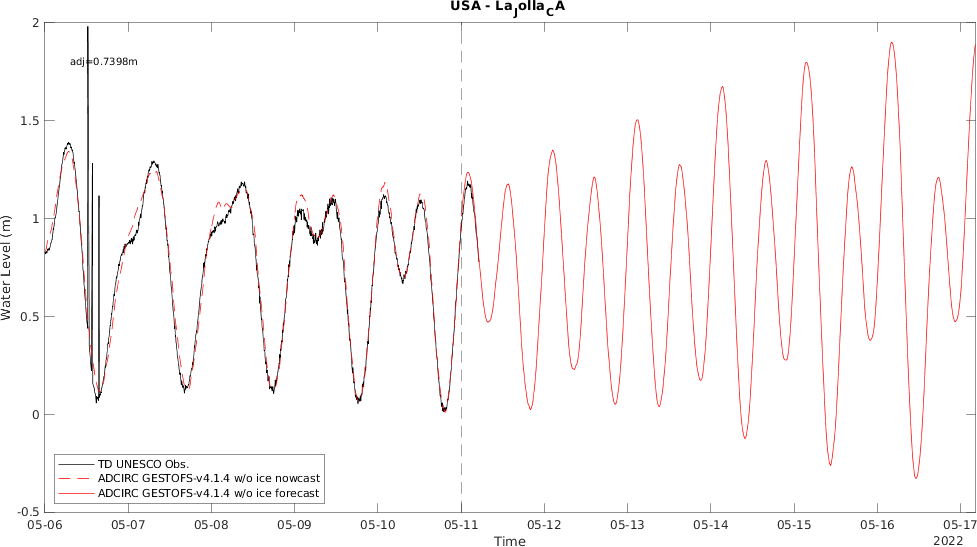 USA - LaJollaCA
adj=0.7398m
2
1.5
1
0.5
0
-0.5
Water Level (m)
TD UNESCO Obs.
ADCIRC GESTOFS-v4.1.4 w/o ice nowcast
ADCIRC GESTOFS-v4.1.4 w/o ice forecast
05-06 05-07 05-08 05-09 05-10 05-11 05-12 05-13 05-14 05-15 05-16 05-17
Time
2022